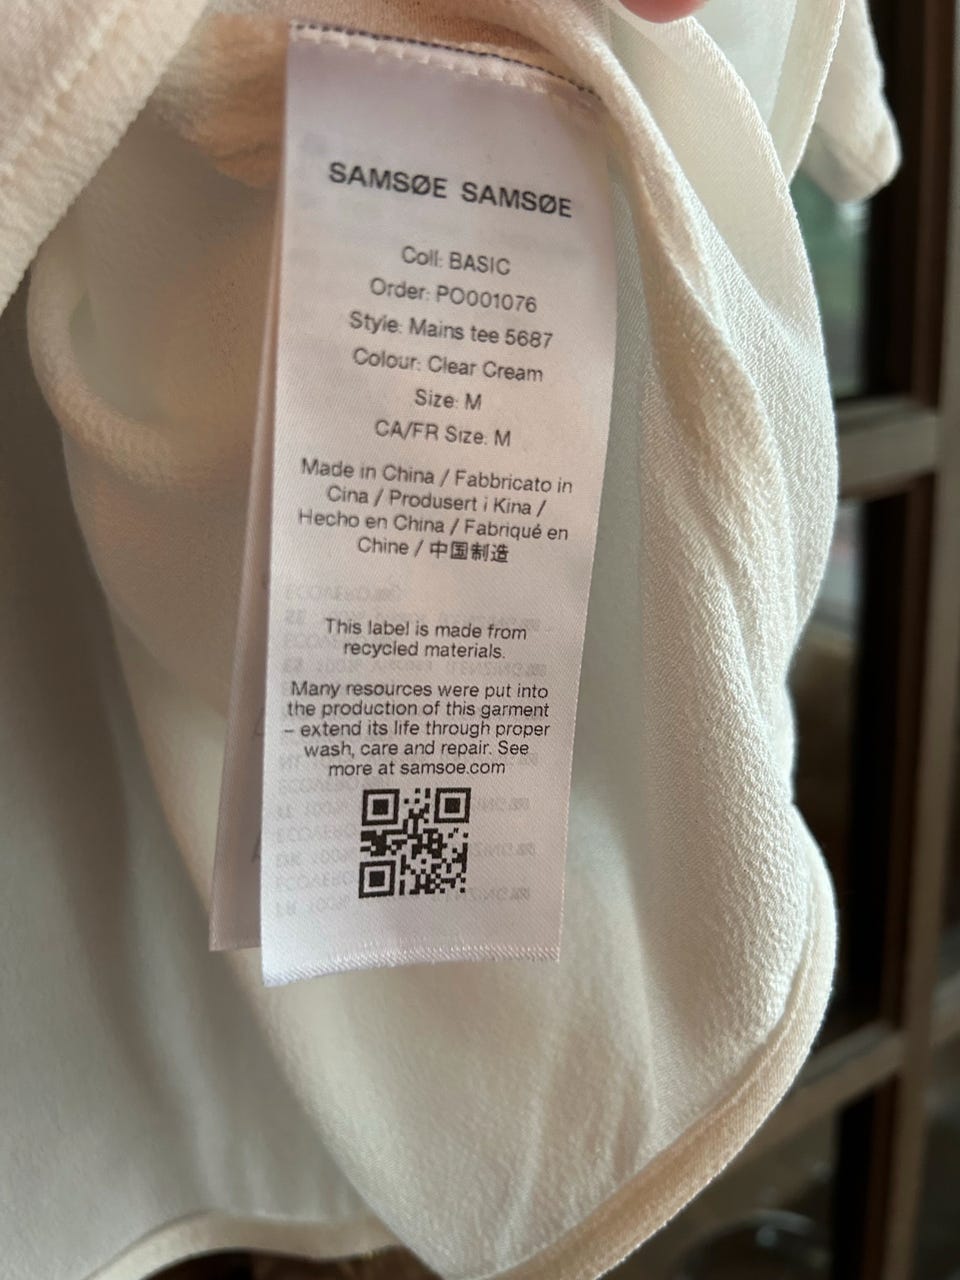 SAMSØE SAMSØE
Coll: BASIC
Order: PO001076
Style: Mains tee 5687
Colour: Clear Cream
Size: M
CA/FR Size: M
Made in China / Fabbricato in
Cina / Produsert i Kina /
Hecho en China / Fabriqué en
Chine / 中国制造
This label is made from
recycled materials.
Many resources were put into
the production of this garment
– extend its life through proper
wash, care and repair. See
more at samsoe.com